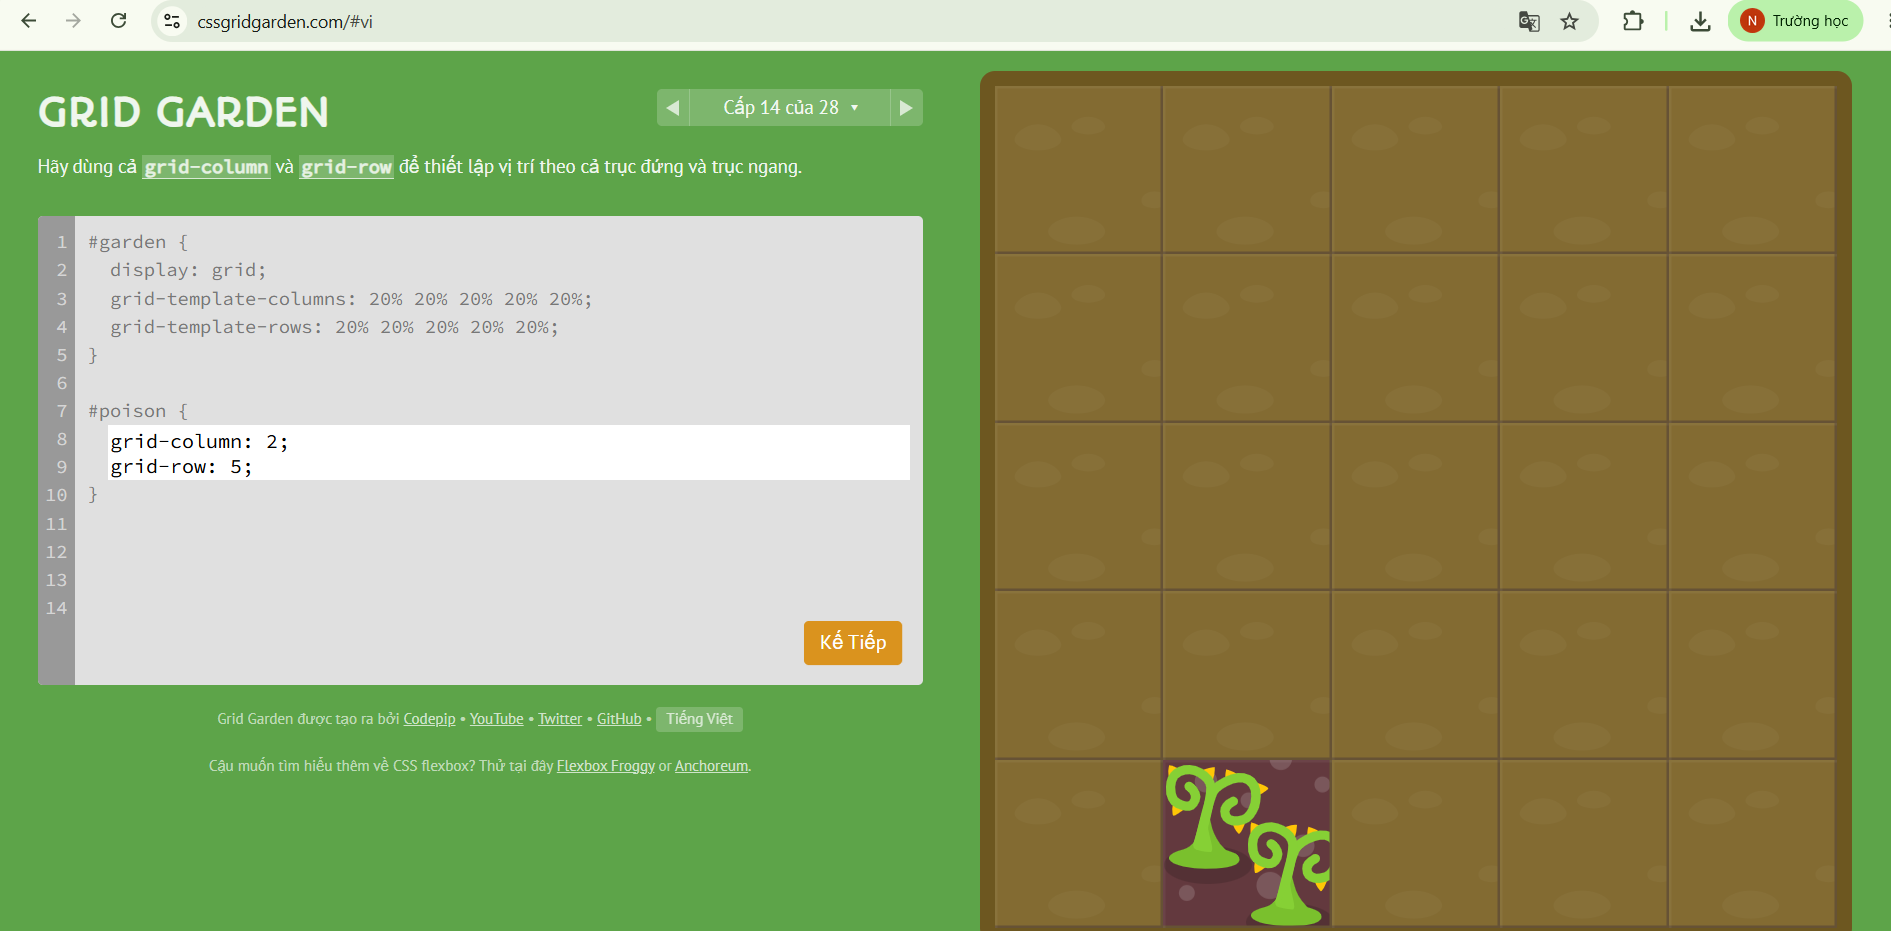 cssgridgarden.com/#vi
N Trường học
GRID GARDEN
◀ Cấp 14 của 28 ▾ ▶
Hãy dùng cả grid-column và grid-row để thiết lập vị trí theo cả trục đứng và trục ngang.
1 #garden {
2 display: grid;
3 grid-template-columns: 20% 20% 20% 20% 20%;
4 grid-template-rows: 20% 20% 20% 20% 20%;
5 }
6
7 #poison {
8 grid-column: 2;
9 grid-row: 5;
10 }
11
12
13
14
Kế Tiếp
Grid Garden được tạo ra bởi Codepip • YouTube • Twitter • GitHub • Tiếng Việt
Cậu muốn tìm hiểu thêm về CSS flexbox? Thử tại đây Flexbox Froggy or Anchoreum.